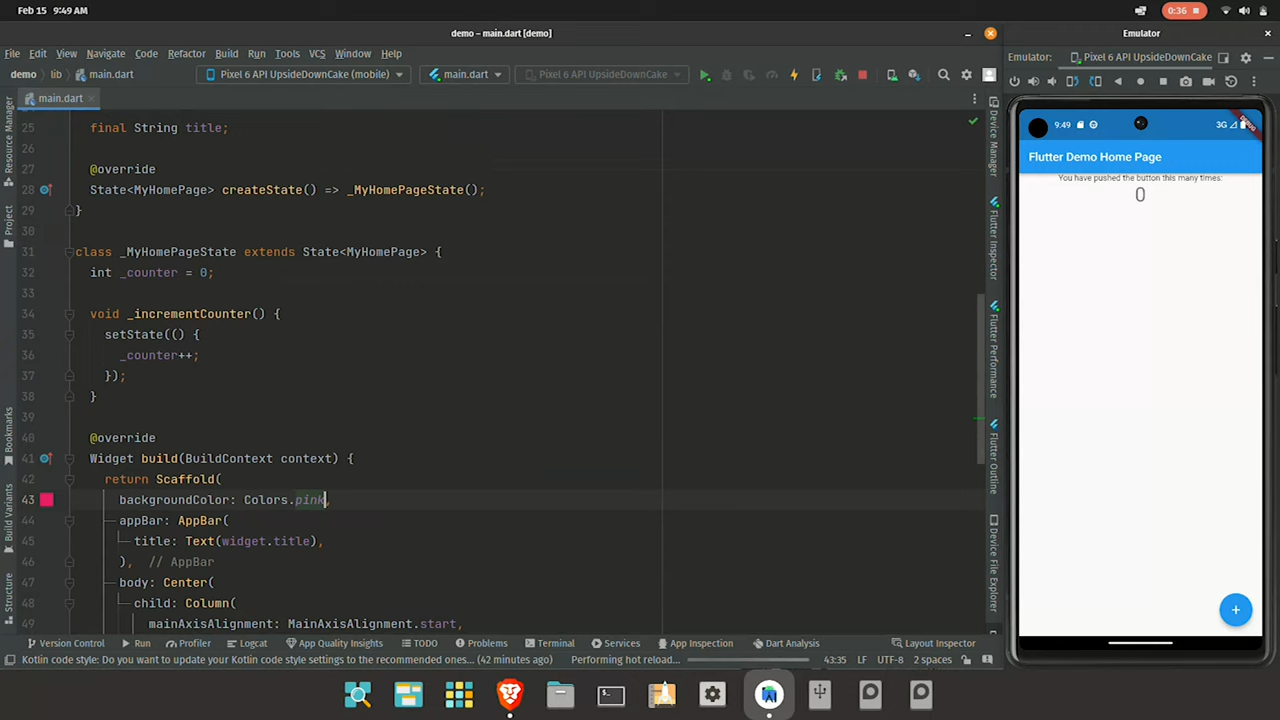 Feb 15 9:49 AM
0:36
demo – main.dart [demo]
File Edit View Navigate Code Refactor Build Run Tools VCS Window Help
demo lib main.dart
Pixel 6 API UpsideDownCake (mobile)
main.dart
Pixel 6 API UpsideDownCake
main.dart
Resource Manager
Project
Bookmarks
Build Variants
Structure
25 final String title;
26
27 @override
28 State<MyHomePage> createState() => _MyHomePageState();
29 }
30
31 class _MyHomePageState extends State<MyHomePage> {
32 int _counter = 0;
33
34 void _incrementCounter() {
35 setState(() {
36 _counter++;
37 });
38 }
39
40 @override
41 Widget build(BuildContext context) {
42 return Scaffold(
43 backgroundColor: Colors.pink,
44 appBar: AppBar(
45 title: Text(widget.title),
46 ), // AppBar
47 body: Center(
48 child: Column(
mainAxisAlignment: MainAxisAlignment.start,
Device Manager
Flutter Inspector
Flutter Performance
Flutter Outline
Device File Explorer
Emulator
Emulator: Pixel 6 API UpsideDownCake
9:49 3G
DEBUG
Flutter Demo Home Page
You have pushed the button this many times:
0
+
Version Control Run Profiler Logcat App Quality Insights TODO Problems Terminal Services App Inspection Dart Analysis Layout Inspector
Kotlin code style: Do you want to update your Kotlin code style settings to the recommended ones... (42 minutes ago) Performing hot reload... 43:35 LF UTF-8 2 spaces